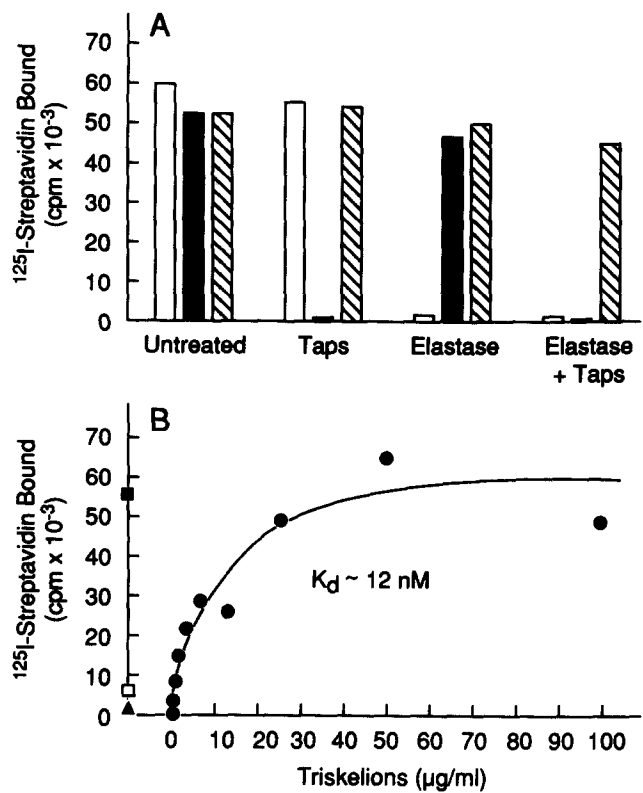 A
¹²⁵I-Streptavidin Bound
(cpm x 10⁻³)
70
60
50
40
30
20
10
0
Untreated Taps Elastase Elastase
+ Taps
B
¹²⁵I-Streptavidin Bound
(cpm x 10⁻³)
70
60
50
40
30
20
10
0
K_d ~ 12 nM
0 10 20 30 40 50 60 70 80 90 100
Triskelions (µg/ml)